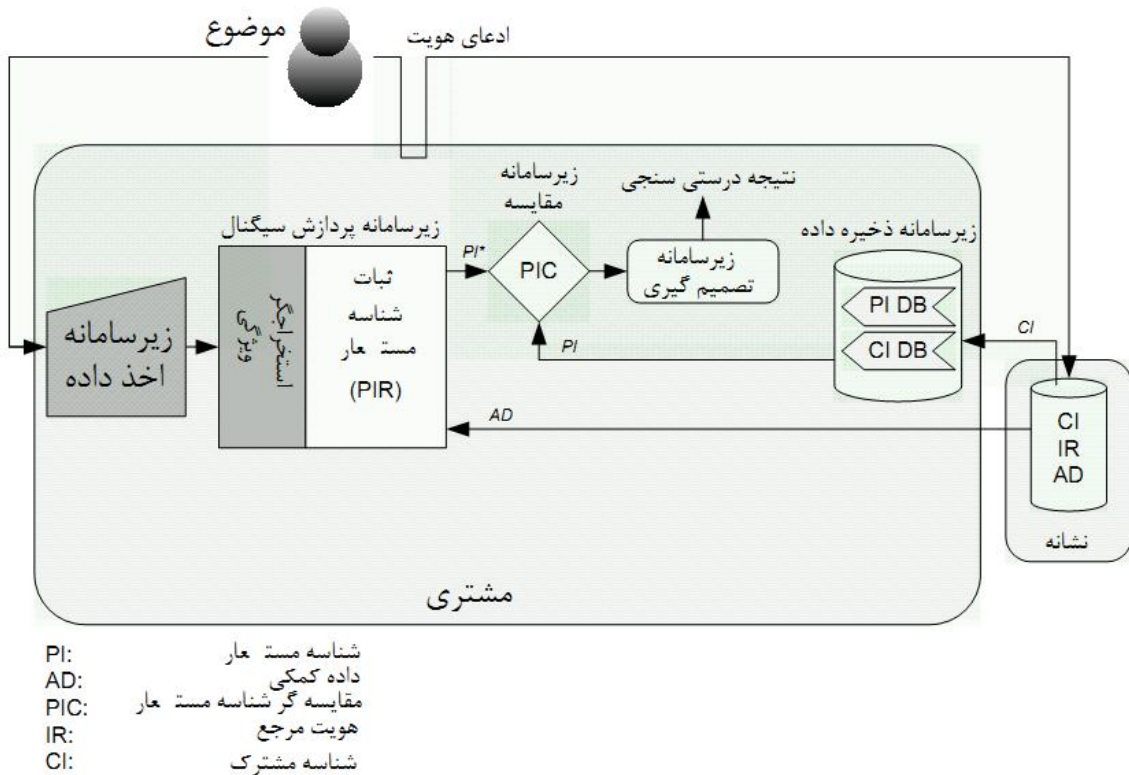 موضوع
ادعای هویت
زیرسامانه
مقایسه
نتیجه درستی سنجی
زیرسامانه پردازش سیگنال
زیرسامانه ذخیره داده
PI*
PIC
زیرسامانه
تصمیم گیری
ثبات
شناسه
مستعار
(PIR)
استخراجگر
ویژگی
زیرسامانه
اخذ داده
PI DB
CI DB
PI
CI
AD
CI
IR
AD
نشانه
مشتری
PI: شناسه مستعار
AD: داده کمکی
PIC: مقایسه گر شناسه مستعار
IR: هویت مرجع
CI: شناسه مشترک